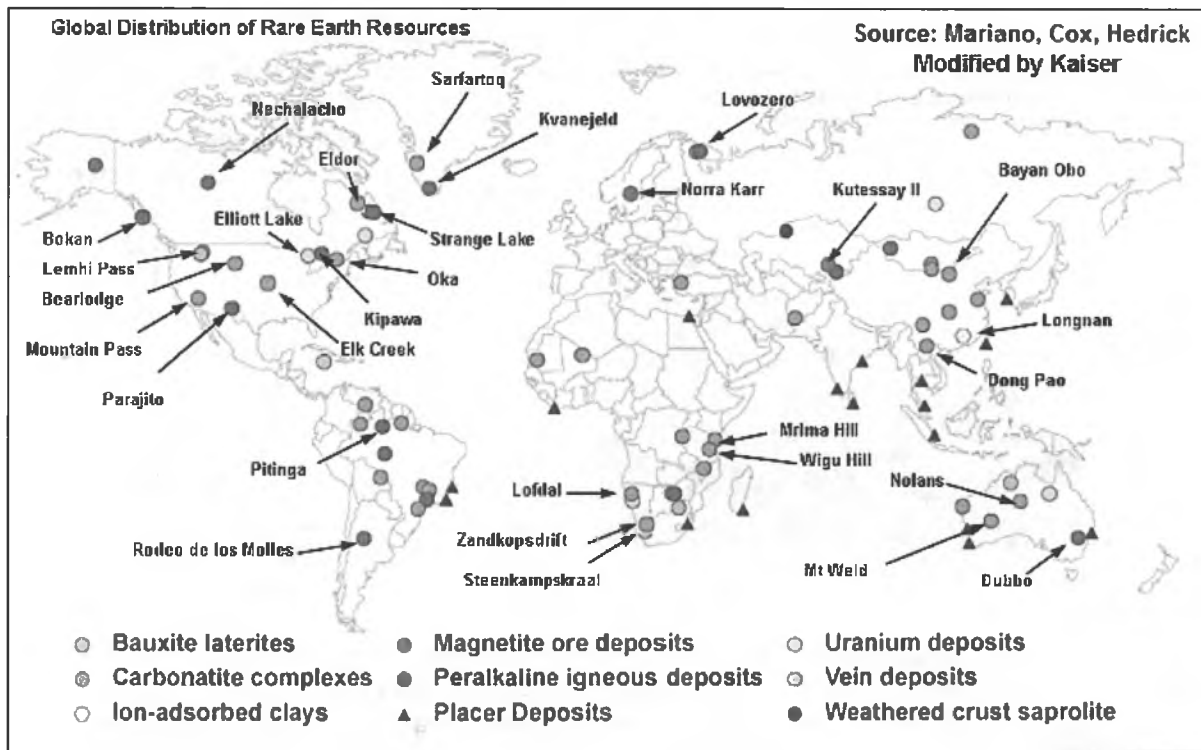 Global Distribution of Rare Earth Resources
Source: Mariano, Cox, Hedrick
Modified by Kaiser
Sarfartoq
Nechalacho
Kvanejeld
Lovozero
Eldor
Norra Karr
Kutessay II
Bayan Obo
Elliott Lake
Bokan
Strange Lake
Lemhi Pass
Oka
Bearlodge
Kipawa
Longnan
Mountain Pass
Elk Creek
Dong Pao
Parajito
Mrima Hill
Pitinga
Wigu Hill
Nolans
Lofdal
Zandkopsdrift
Rodeo de los Molles
Steenkampskraal
Mt Weld
Dubbo
Bauxite laterites
Magnetite ore deposits
Uranium deposits
Carbonatite complexes
Peralkaline igneous deposits
Vein deposits
Ion-adsorbed clays
Placer Deposits
Weathered crust saprolite